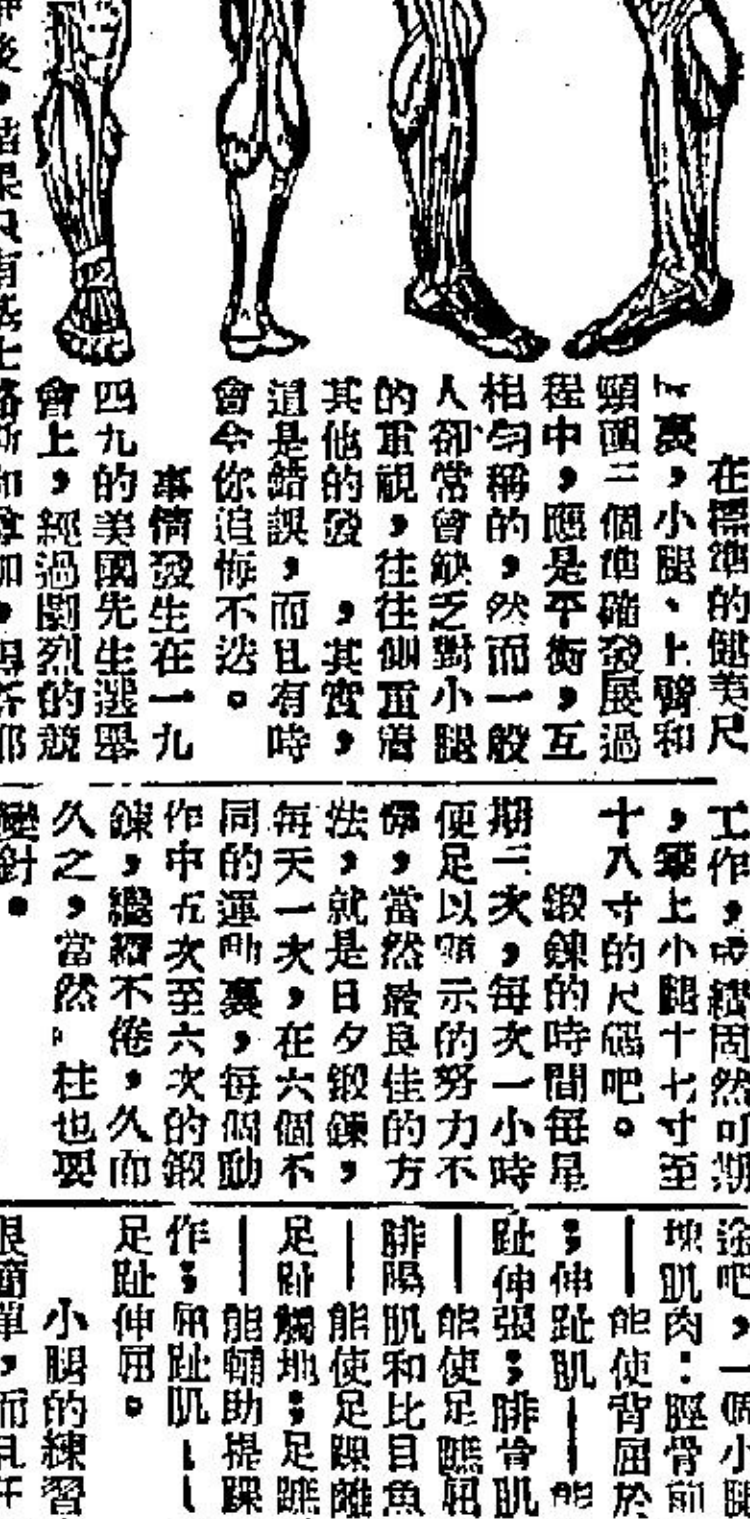 在標準的健美尺
寸裏，小腿、上臂和
頸圍三個準確發展過
程中，應是平衡，互
相勻稱的，然而一般
人卻常會缺乏對小腿
的重視，往往側重着
其他的發　，其實，
這是錯誤，而且有時
會令你追悔不迭。
事情發生在一九
四九的美國先生選舉
會上，經過劇烈的競
工作，成績固然可期
，
上小腿十七寸至
十八寸的尺碼吧。
鍛鍊的時間每星
期三次，每次一小時
便足以顯示的努力不
懈，當然最良佳的方
法，就是日夕鍛鍊，
每天一次，在六個不
同的運動裏，每個動
作中五次至六次的鍛
鍊，繼續不倦，久而
久之，當然　柱也要
變針。
途吧，一個小腿
塊肌肉：脛骨前
—能使背屈於
；伸趾肌—能
趾伸張；腓骨肌
—能使足蹠屈
腓腸肌和比目魚
—能使足踝離
足趾觸地；足蹠
—能輔助提踝
作；屈趾肌—
足趾伸屈。
小腿的練習
很簡單，而且在